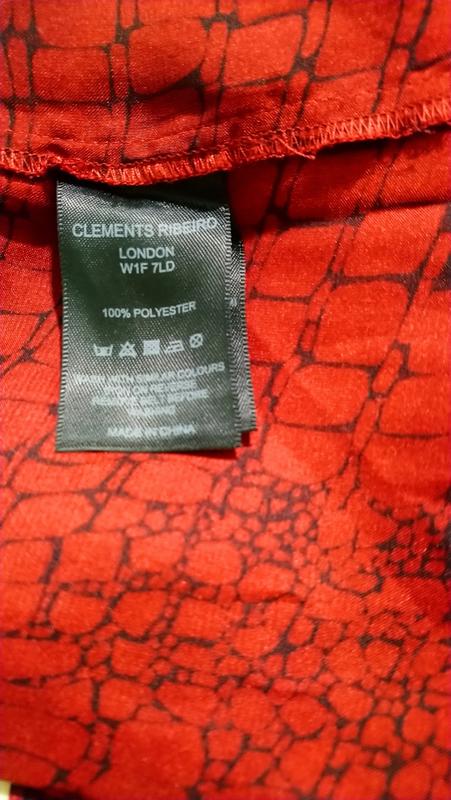 CLEMENTS RIBEIRO
LONDON
W1F 7LD
100% POLYESTER
WASH WITH SIMILAR COLOURS
MADE IN CHINA